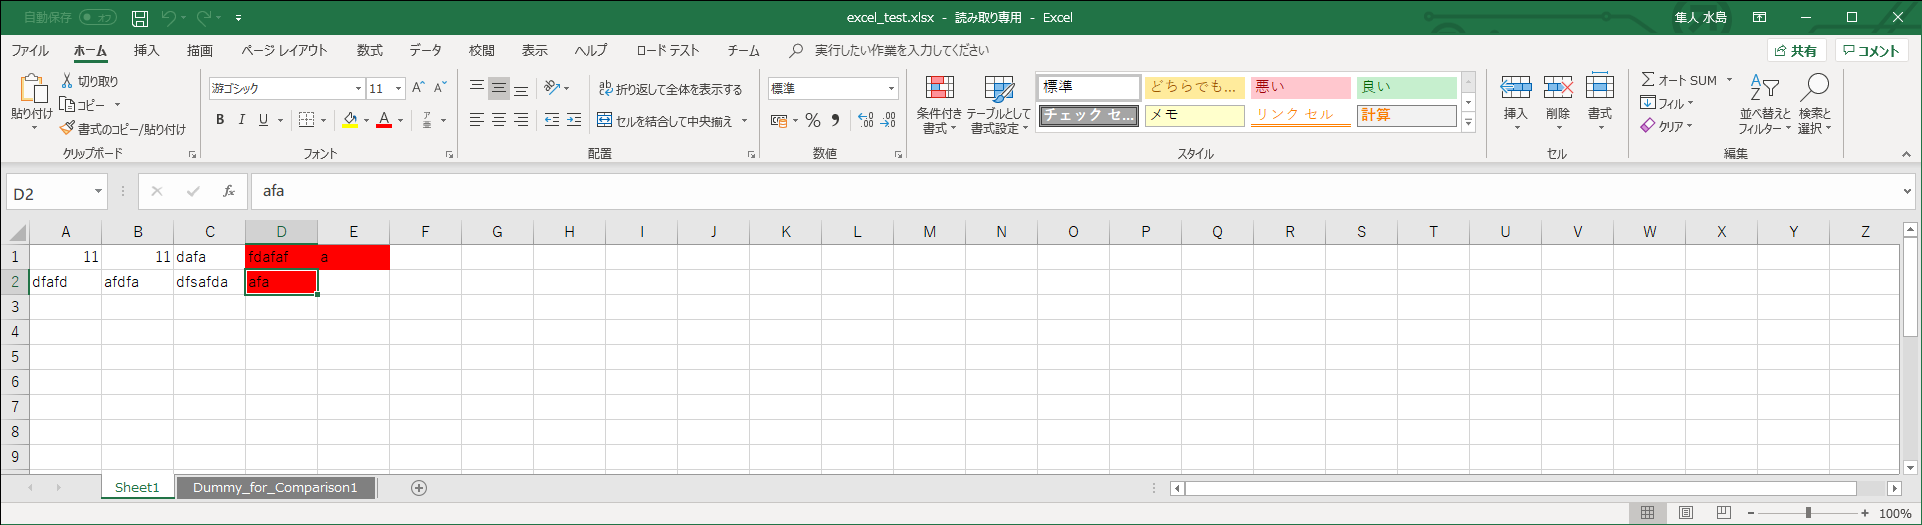 自動保存 オフ excel_test.xlsx - 読み取り専用 - Excel 隼人 水島
ファイル ホーム 挿入 描画 ページ レイアウト 数式 データ 校閲 表示 ヘルプ ロード テスト チーム 実行したい作業を入力してください 共有 コメント
貼り付け 切り取り コピー 書式のコピー/貼り付け
クリップボード
游ゴシック 11 A A
B I U A ア 亜
フォント
ab 折り返して全体を表示する
セルを結合して中央揃え
配置
標準
% 9 .0 .00 .00 .0
数値
条件付き書式 テーブルとして書式設定
標準 どちらでも... 悪い 良い
チェック セ... メモ リンク セル 計算
スタイル
挿入 削除 書式
セル
オート SUM
フィル
クリア
並べ替えとフィルター 検索と選択
編集
D2 fx afa
A B C D E F G H I J K L M N O P Q R S T U V W X Y Z
1 11 11 dafa fdafaf a
2 dfafd afdfa dfsafda afa
3
4
5
6
7
8
9
Sheet1 Dummy_for_Comparison1
100%